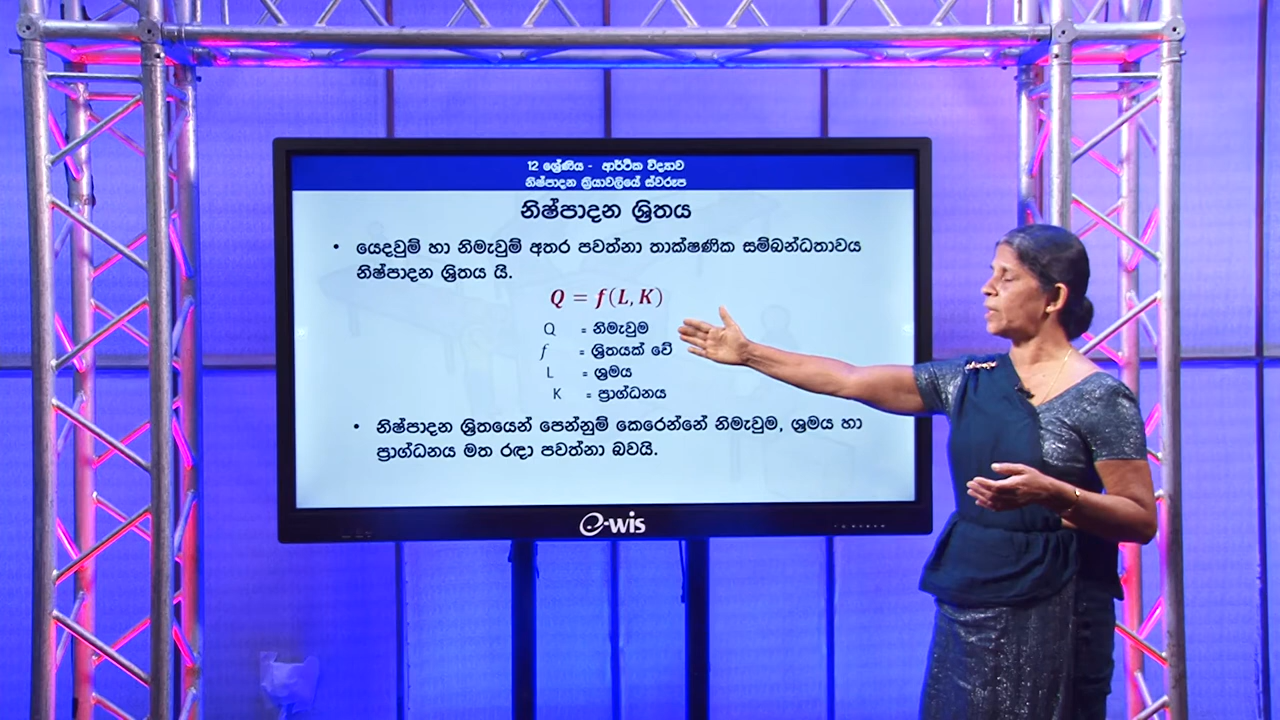 12 ශ්‍රේණිය - ආර්ථික විද්‍යාව
නිෂ්පාදන ක්‍රියාවලියේ ස්වරූප
නිෂ්පාදන ශ්‍රිතය
• යෙදවුම් හා නිමැවුම් අතර පවත්නා තාක්ෂණික සම්බන්ධතාවය
නිෂ්පාදන ශ්‍රිතය යි.
Q = f(L, K)
Q = නිමැවුම
f = ශ්‍රිතයක් වේ
L = ශ්‍රමය
K = ප්‍රාග්ධනය
• නිෂ්පාදන ශ්‍රිතයෙන් පෙන්නුම් කෙරෙන්නේ නිමැවුම, ශ්‍රමය හා
ප්‍රාග්ධනය මත රඳා පවත්නා බවයි.
e-wis